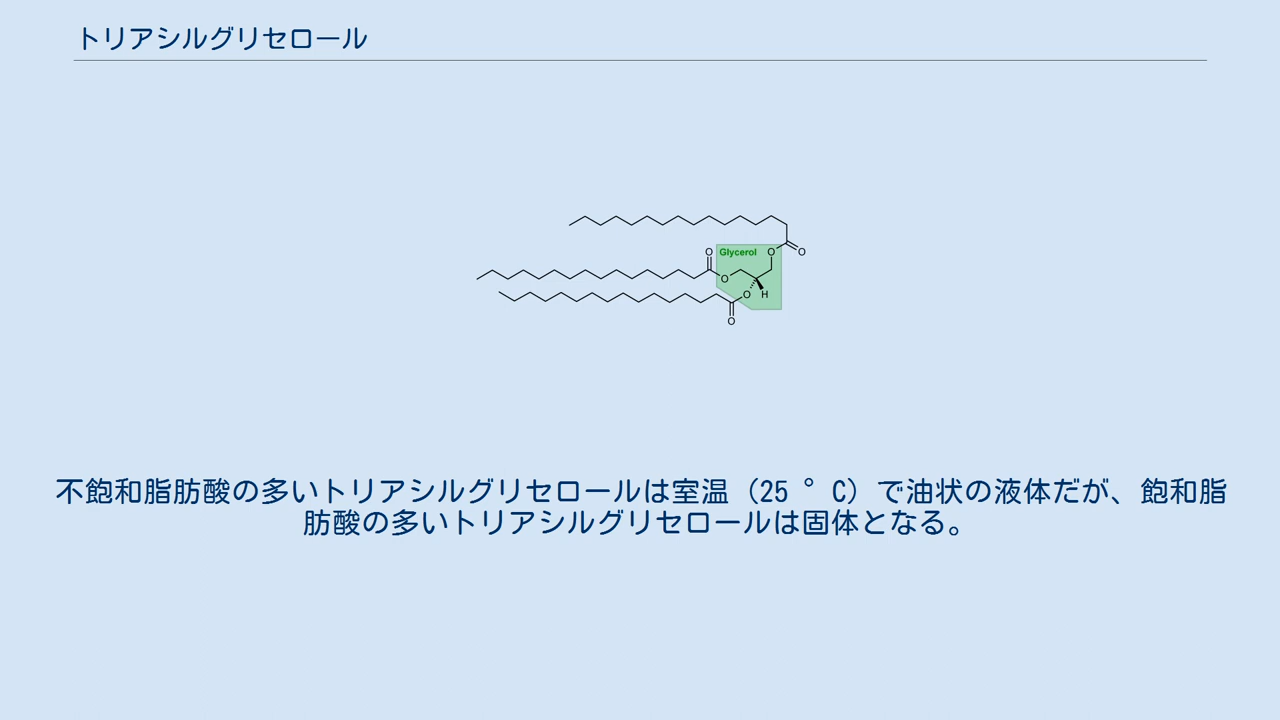 トリアシルグリセロール
O
Glycerol
O
O
O
O
H
O
不飽和脂肪酸の多いトリアシルグリセロールは室温（25 °C）で油状の液体だが、飽和脂
肪酸の多いトリアシルグリセロールは固体となる。